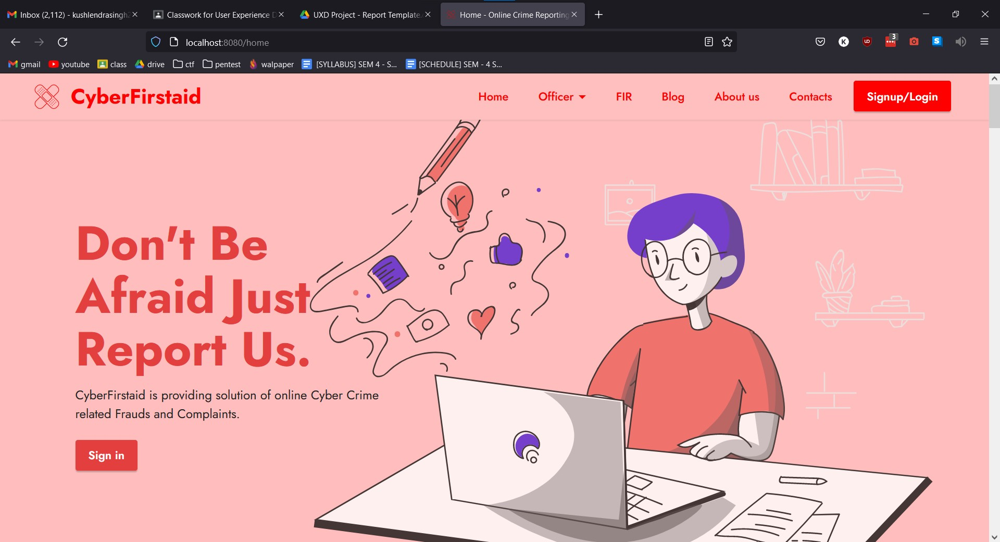 Inbox (2,112) - kushlendrasingh2
Classwork for User Experience D
UXD Project - Report Template.
Home - Online Crime Reporting
localhost:8080/home
3
gmail
youtube
class
drive
ctf
pentest
walpaper
[SYLLABUS] SEM 4 - S...
[SCHEDULE] SEM - 4 S...
CyberFirstaid
Home
Officer
FIR
Blog
About us
Contacts
Signup/Login
Don't Be
Afraid Just
Report Us.
CyberFirstaid is providing solution of online Cyber Crime
related Frauds and Complaints.
Sign in